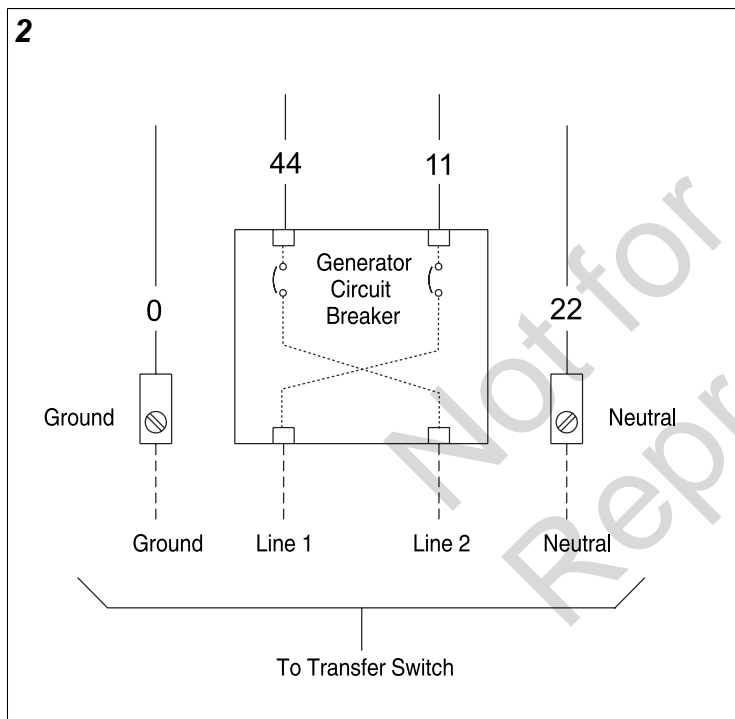 2
44
11
Generator
Circuit
Breaker
0
22
Ground
Neutral
Ground
Line 1
Line 2
Neutral
To Transfer Switch
Not for
Repr